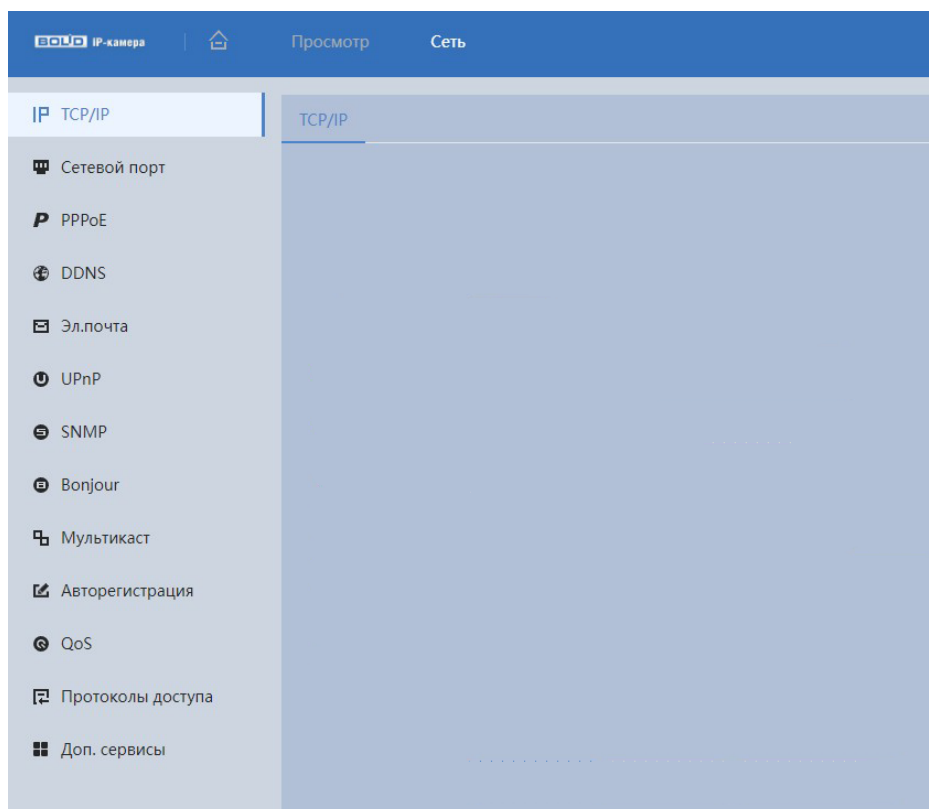 BOLID IP-камера Просмотр Сеть
IP TCP/IP
TCP/IP
Сетевой порт
P PPPoE
DDNS
Эл.почта
UPnP
SNMP
Bonjour
Мультикаст
Авторегистрация
QoS
Протоколы доступа
Доп. сервисы